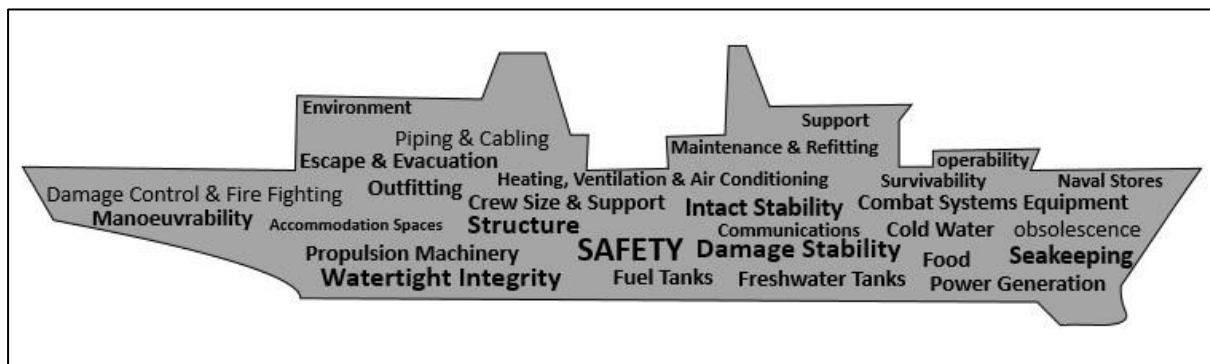 Environment
Piping & Cabling
Support
Escape & Evacuation
Maintenance & Refitting
operability
Damage Control & Fire Fighting
Outfitting
Heating, Ventilation & Air Conditioning
Survivability
Naval Stores
Manoeuvrability
Accommodation Spaces
Crew Size & Support
Structure
Intact Stability
Communications
Combat Systems Equipment
Cold Water
obsolescence
Propulsion Machinery
SAFETY
Damage Stability
Food
Seakeeping
Watertight Integrity
Fuel Tanks
Freshwater Tanks
Power Generation